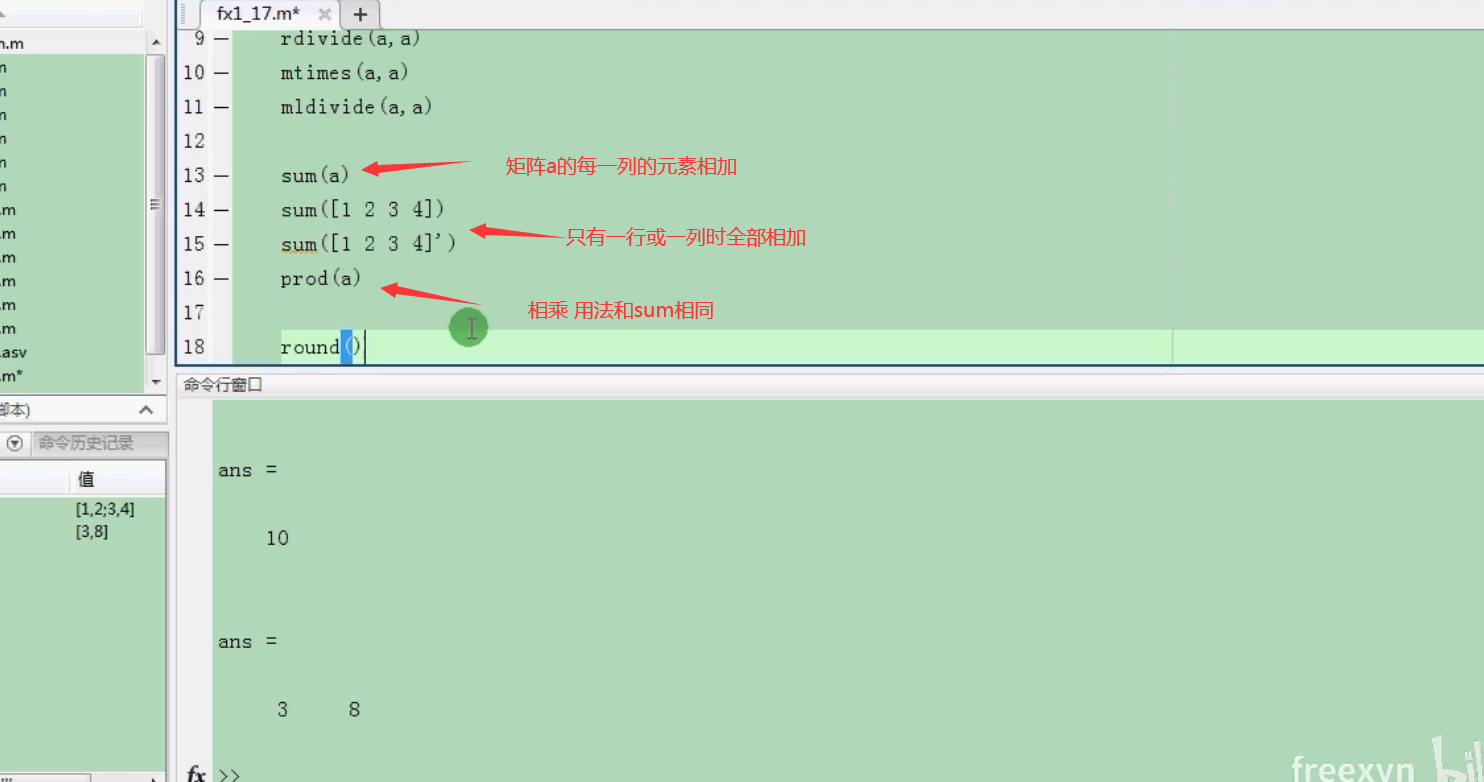 fx1_17.m*
9 — rdivide(a,a)
10 — mtimes(a,a)
11 — mldivide(a,a)
12
13 — sum(a)
矩阵a的每一列的元素相加
14 — sum([1 2 3 4])
15 — sum([1 2 3 4]')
只有一行或一列时全部相加
16 — prod(a)
相乘 用法和sum相同
17
18 round()
.m
.m
.m
.m
.m
.m
.asv
.m*
脚本)
命令历史记录
值
[1,2;3,4]
[3,8]
命令行窗口
ans =
10
ans =
3 8
fx >>
freexyn